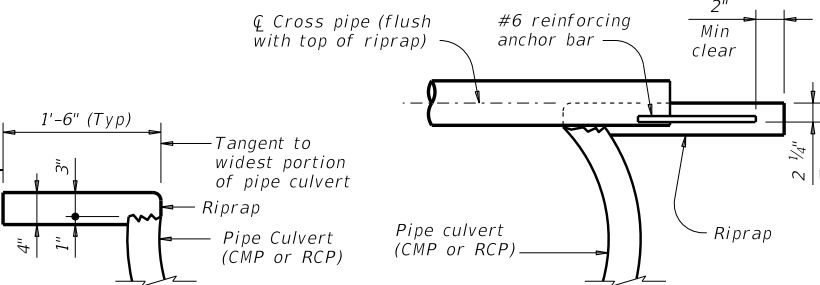 ℄ Cross pipe (flush
with top of riprap)
#6 reinforcing
anchor bar
2"
Min
clear
1'-6" (Typ)
Tangent to
widest portion
of pipe culvert
3"
Riprap
4"
1"
Pipe Culvert
(CMP or RCP)
Pipe culvert
(CMP or RCP)
Riprap
2 ¼"